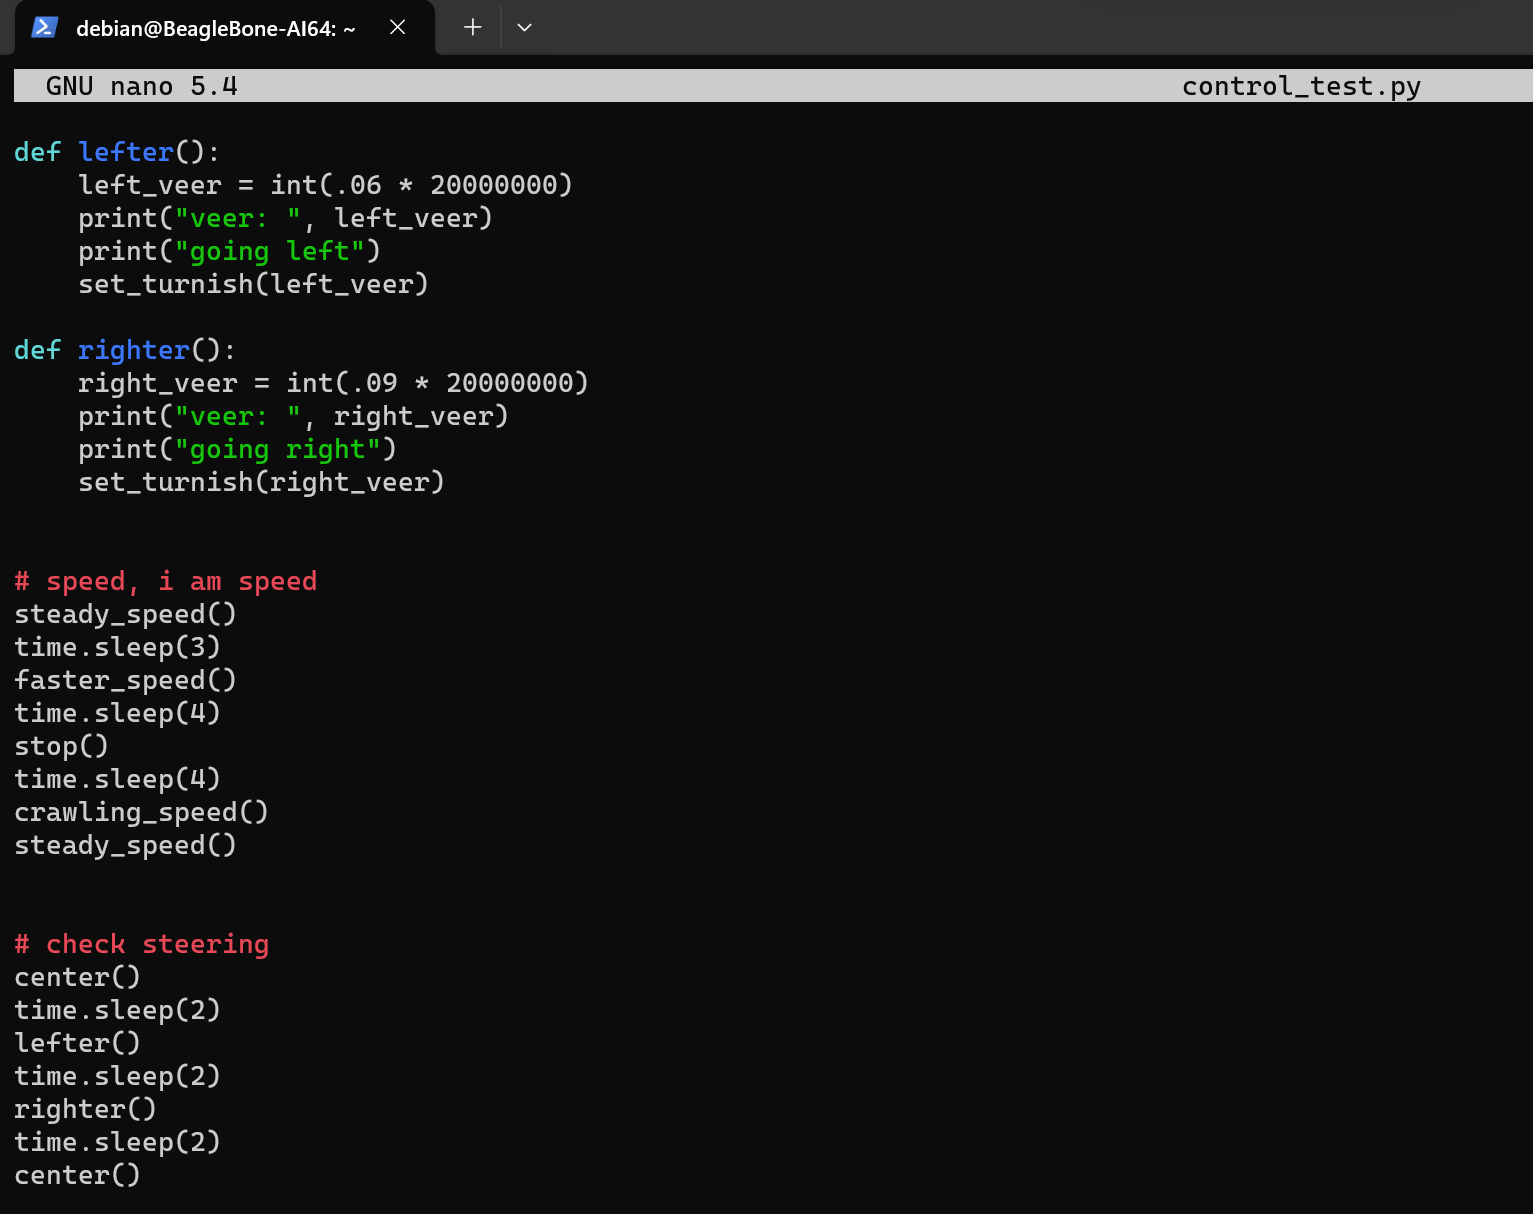 debian@BeagleBone-AI64: ~
GNU nano 5.4 control_test.py
def lefter():
    left_veer = int(.06 * 20000000)
    print("veer: ", left_veer)
    print("going left")
    set_turnish(left_veer)
def righter():
    right_veer = int(.09 * 20000000)
    print("veer: ", right_veer)
    print("going right")
    set_turnish(right_veer)
# speed, i am speed
steady_speed()
time.sleep(3)
faster_speed()
time.sleep(4)
stop()
time.sleep(4)
crawling_speed()
steady_speed()
# check steering
center()
time.sleep(2)
lefter()
time.sleep(2)
righter()
time.sleep(2)
center()